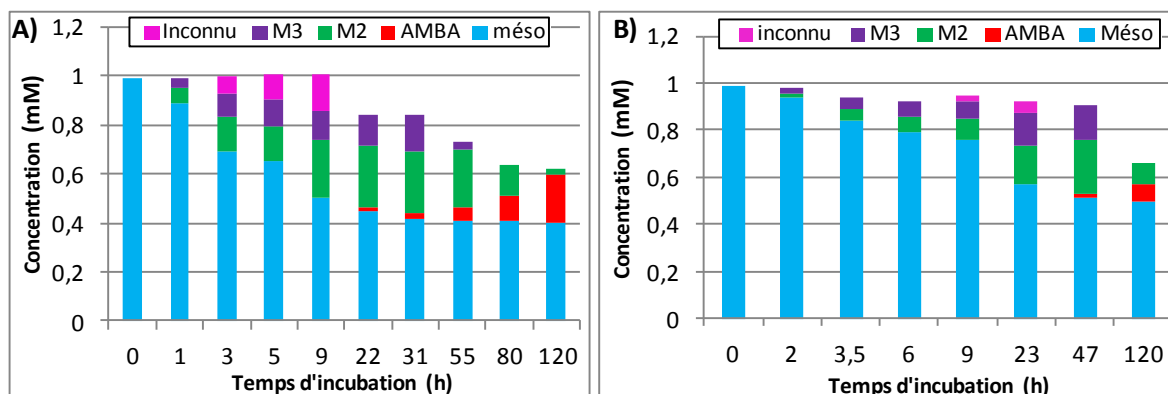 A)
1,2
Inconnu M3 M2 AMBA méso
1
0,8
0,6
0,4
0,2
0
Concentration (mM)
0 1 3 5 9 22 31 55 80 120
Temps d'incubation (h)
B)
1,2
inconnu M3 M2 AMBA Méso
1
0,8
0,6
0,4
0,2
0
Concentration (mM)
0 2 3,5 6 9 23 47 120
Temps d'incubation (h)